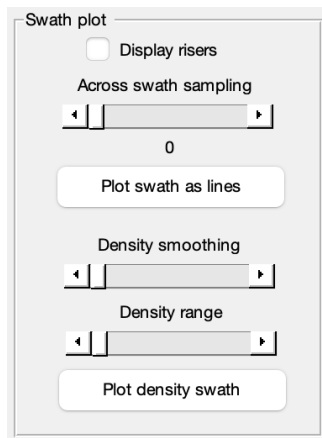 Swath plot
Display risers
Across swath sampling
0
Plot swath as lines
Density smoothing
Density range
Plot density swath